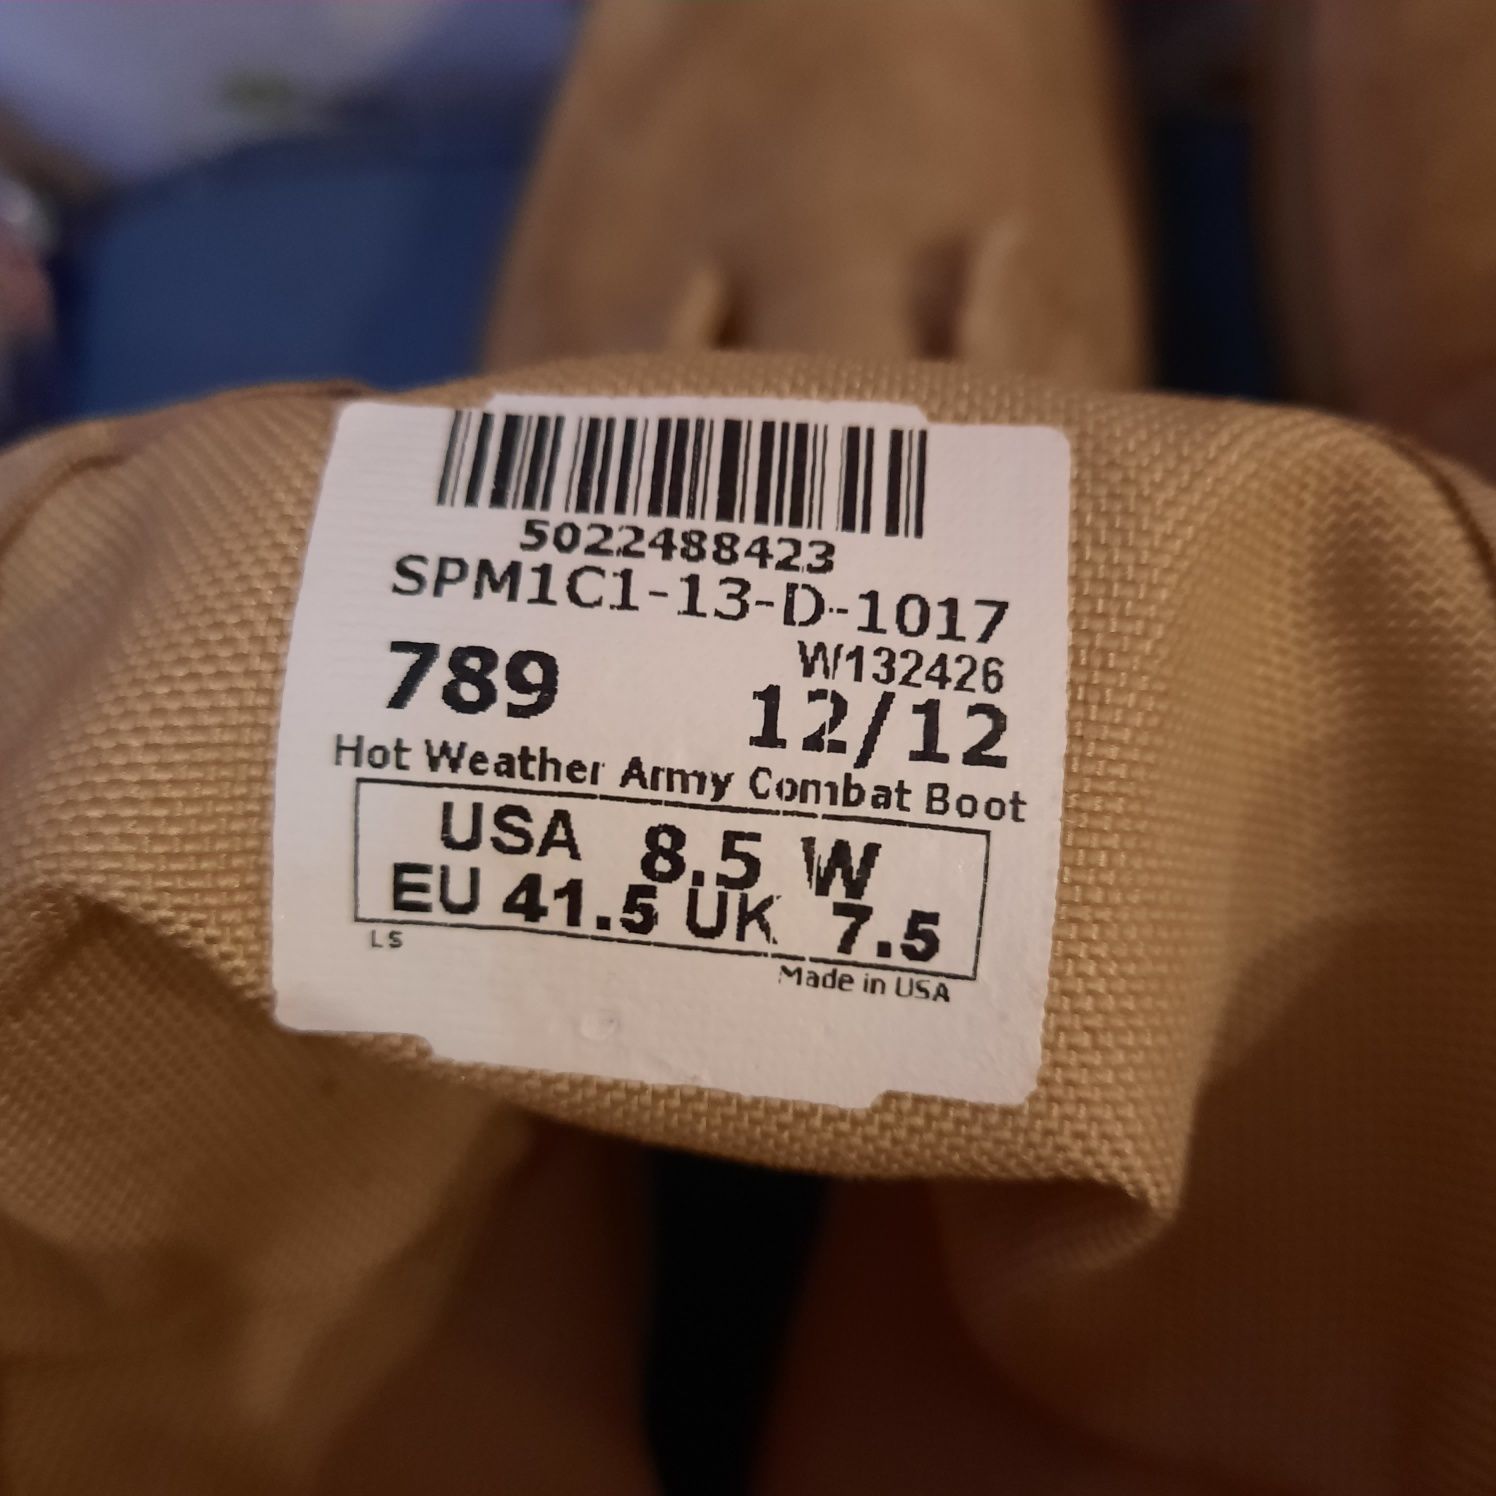 5022488423
SPM1C1-13-D-1017
789 W132426
12/12
Hot Weather Army Combat Boot
USA 8.5 W
EU 41.5 UK 7.5
LS
Made in USA